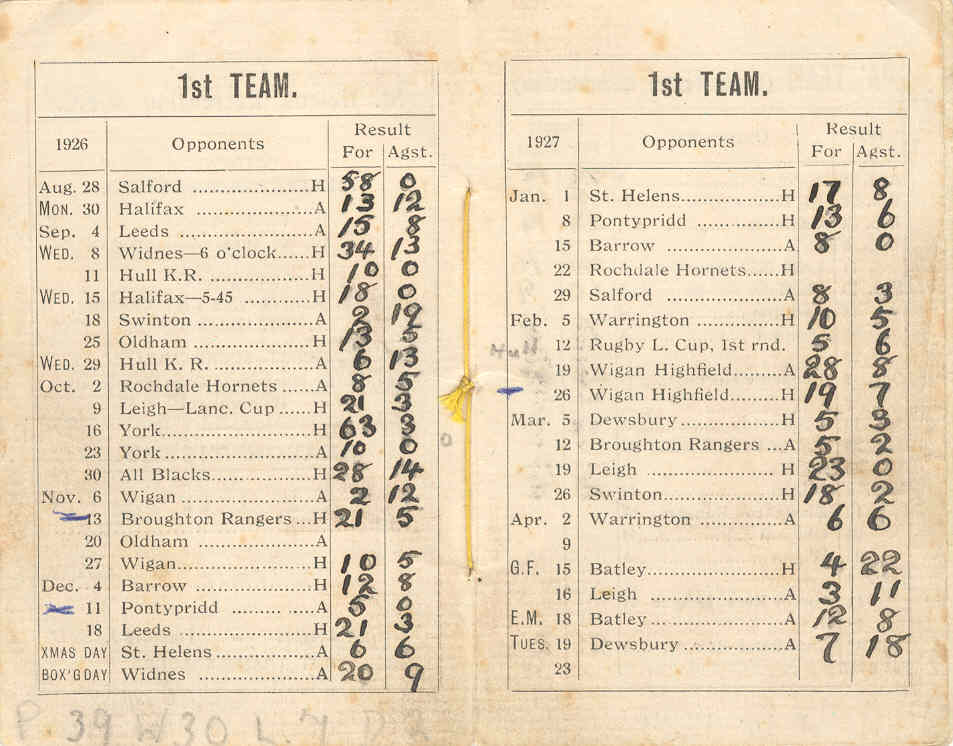 1st TEAM.
1926 Opponents Result
For Agst.
Aug. 28 Salford .....................H 58 0
MON. 30 Halifax .....................A 13 12
Sep. 4 Leeds ........................A 15 8
WED. 8 Widnes—6 o'clock......H 34 13
11 Hull K.R. ....................H 10 0
WED. 15 Halifax—5-45 ............H 18 0
18 Swinton .....................A 2 19
25 Oldham .....................H 13 5
WED. 29 Hull K. R. ..................A 6 13
Oct. 2 Rochdale Hornets ......A 8 5
9 Leigh—Lanc. Cup ......H 21 3
16 York...........................H 63 3
23 York...........................A 10 0
30 All Blacks..................H 28 14
Nov. 6 Wigan ........................A 2 12
13 Broughton Rangers ...H 21 5
20 Oldham .....................A
27 Wigan........................H 10 5
Dec. 4 Barrow .....................H 12 8
11 Pontypridd ......... .....A 5 0
18 Leeds ........................H 21 3
XMAS DAY St. Helens ..................A 6 6
BOX'G DAY Widnes .....................A 20 9
P 39 W 30 L 7 D 2
1st TEAM.
1927 Opponents Result
For Agst.
Jan. 1 St. Helens..................H 17 8
8 Pontypridd ...............H 13 6
15 Barrow .....................A 8 0
22 Rochdale Hornets......H
29 Salford .....................A 8 3
Feb. 5 Warrington ...............H 10 5
Hull 12 Rugby L. Cup, 1st rnd. 5 6
19 Wigan Highfield.........A 28 8
26 Wigan Highfield.........H 19 7
Mar. 5 Dewsbury..................H 5 3
12 Broughton Rangers ...A 5 2
19 Leigh ........................H 23 0
26 Swinton.....................H 18 2
Apr. 2 Warrington ...............A 6 6
9
G.F. 15 Batley........................H 4 22
16 Leigh ........................A 3 11
E.M. 18 Batley........................A 12 8
TUES. 19 Dewsbury ..................A 7 18
23